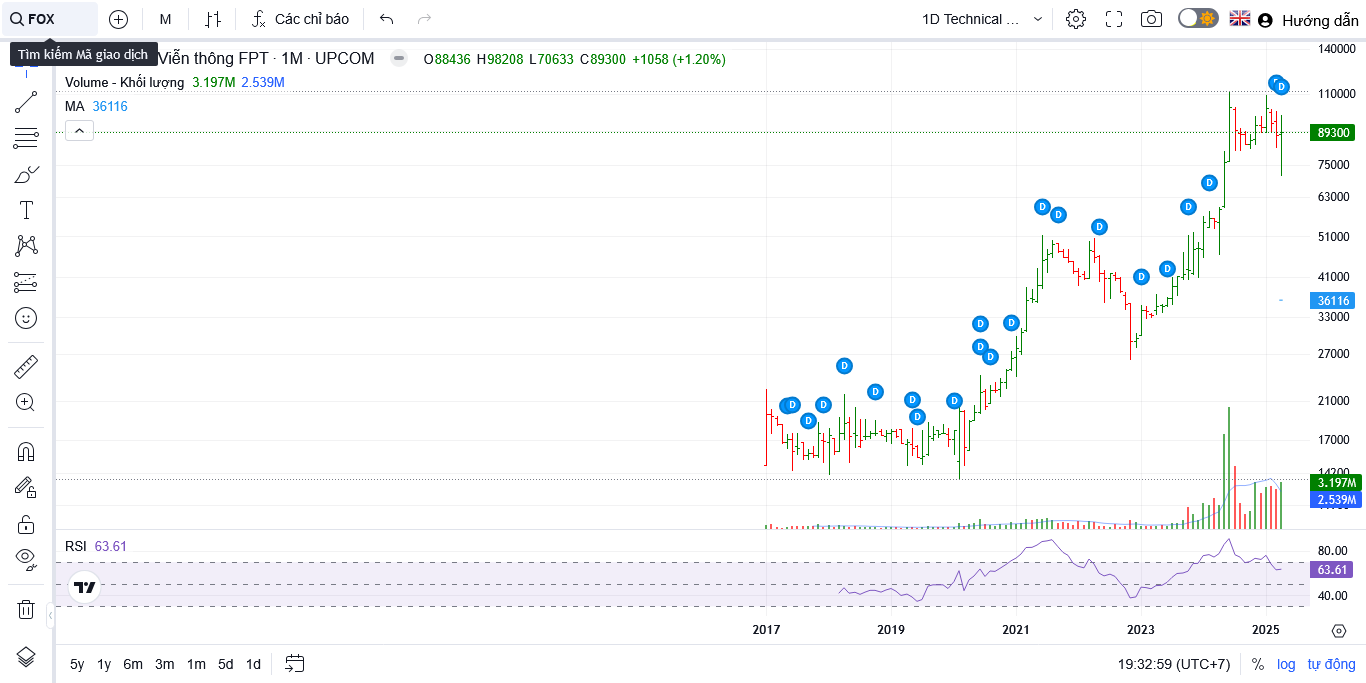 FOX
M
Các chỉ báo
1D Technical ...
Hướng dẫn
Tìm kiếm Mã giao dịch
Viễn thông FPT · 1M · UPCOM
O88436 H98208 L70633 C89300 +1058 (+1.20%)
Volume - Khối lượng 3.197M 2.539M
MA 36116
140000
110000
89300
75000
63000
51000
41000
36116
33000
27000
21000
17000
3.197M
2.539M
D D D D D D D D D D D D D D D D D D D D D
RSI 63.61
80.00
63.61
40.00
2017 2019 2021 2023 2025
5y 1y 6m 3m 1m 5d 1d
19:32:59 (UTC+7) % log tự động